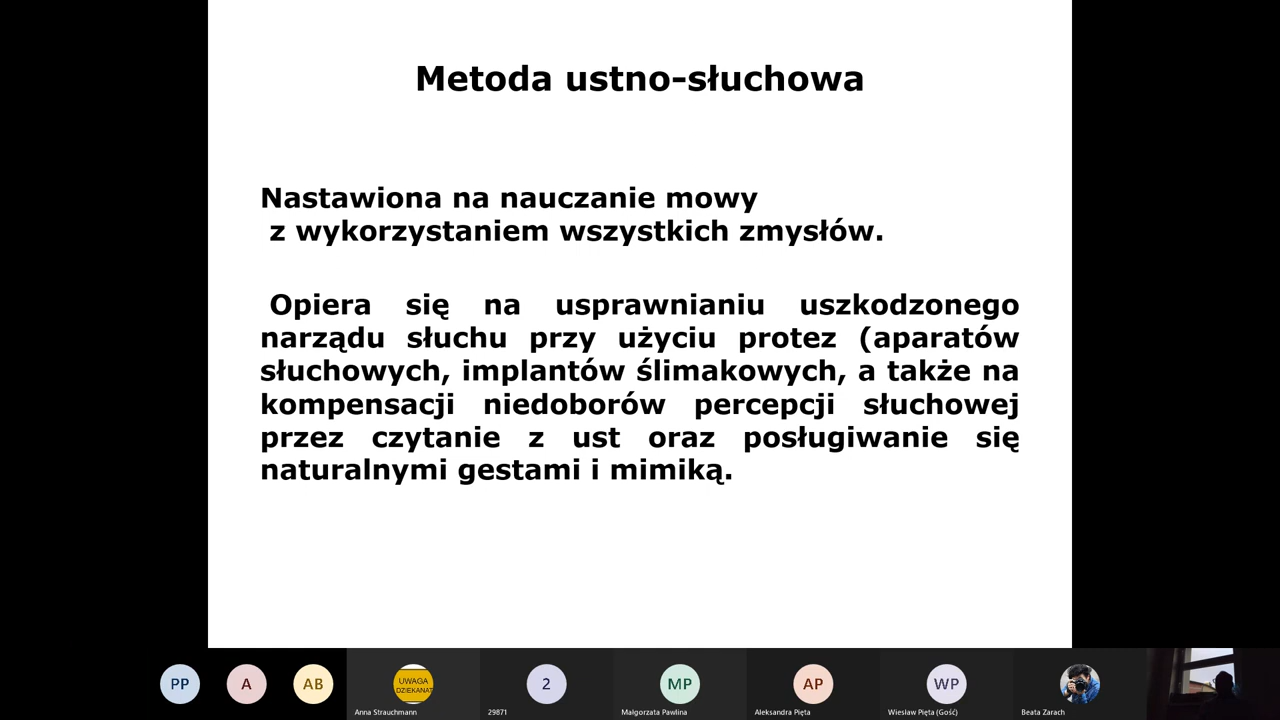 Metoda ustno-słuchowa
Nastawiona na nauczanie mowy
z wykorzystaniem wszystkich zmysłów.
Opiera się na usprawnianiu uszkodzonego
narządu słuchu przy użyciu protez (aparatów
słuchowych, implantów ślimakowych, a także na
kompensacji niedoborów percepcji słuchowej
przez czytanie z ust oraz posługiwanie się
naturalnymi gestami i mimiką.
PP
A
AB
UWAGA
DZIEKANAT
Anna Strauchmann
2
29871
MP
Małgorzata Pawlina
AP
Aleksandra Pięta
WP
Wiesław Pięta (Gość)
Beata Zarach